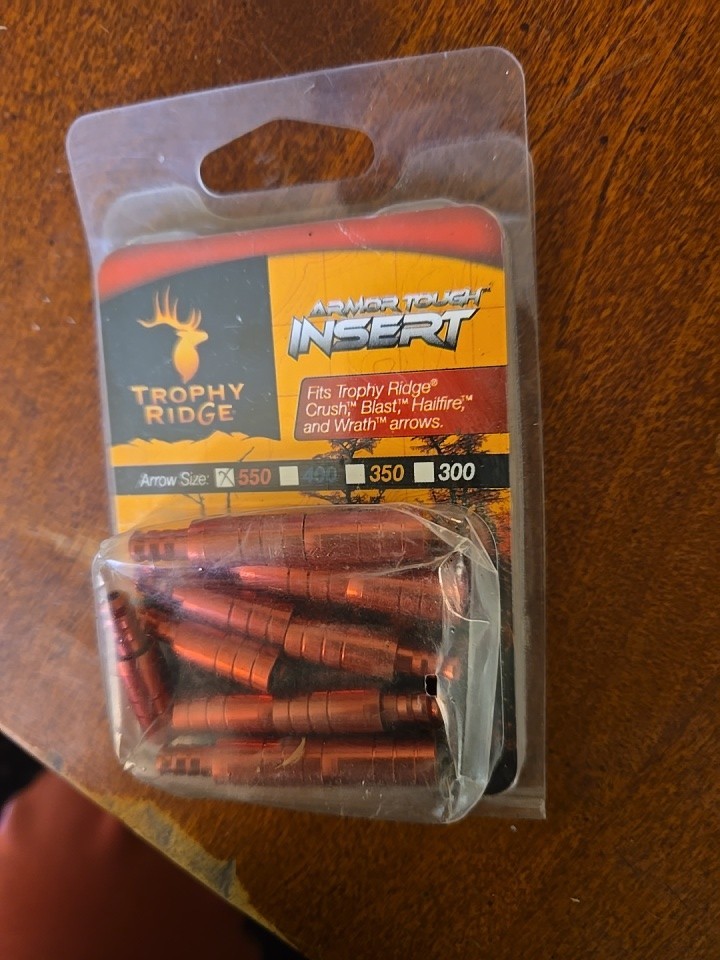 ARMOR TOUGH™
INSERT
TROPHY
RIDGE
Fits Trophy Ridge®
Crush,™ Blast,™ Hailfire,™
and Wrath™ arrows.
Arrow Size: 550 400 350 300